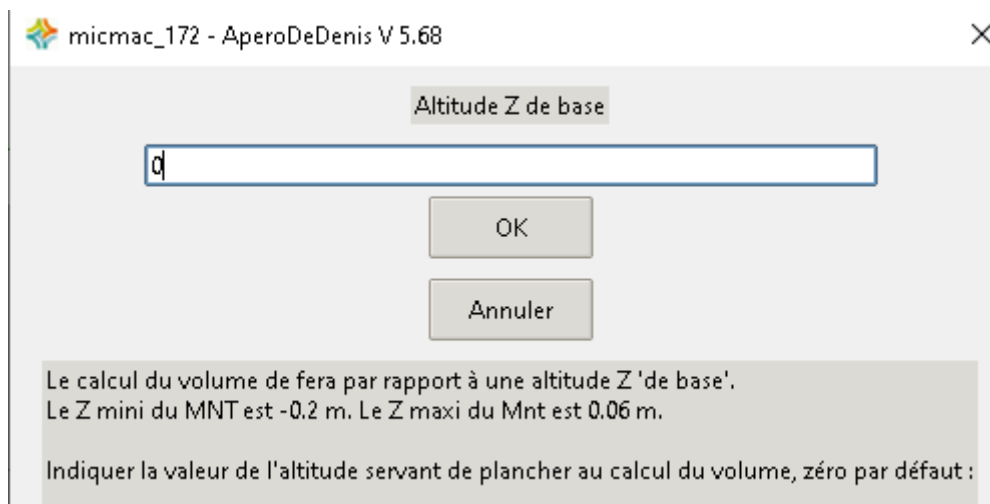 micmac_172 - AperoDeDenis V 5.68
Altitude Z de base
0
OK
Annuler
Le calcul du volume de fera par rapport à une altitude Z 'de base'.
Le Z mini du MNT est -0.2 m. Le Z maxi du Mnt est 0.06 m.
Indiquer la valeur de l'altitude servant de plancher au calcul du volume, zéro par défaut :